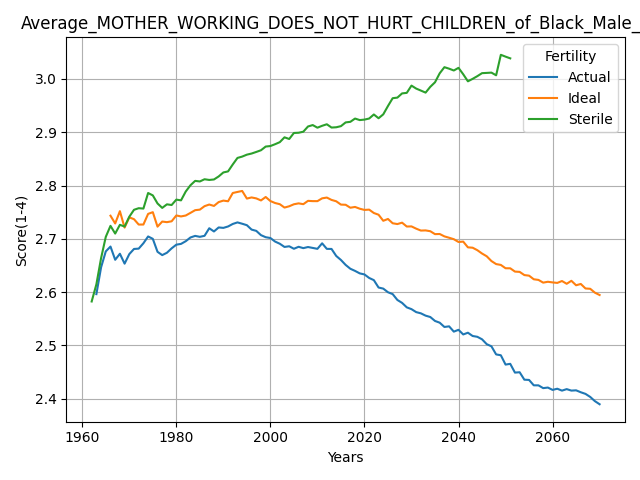 Average_MOTHER_WORKING_DOES_NOT_HURT_CHILDREN_of_Black_Male_
Fertility
Actual
Ideal
Sterile
Score(1-4)
3.0
2.9
2.8
2.7
2.6
2.5
2.4
1960 1980 2000 2020 2040 2060
Years